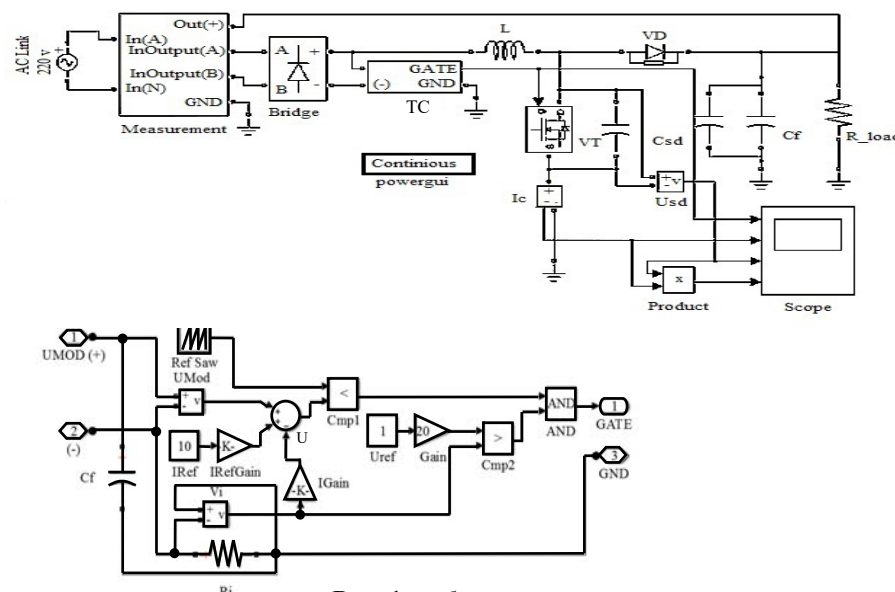 AC Link
220 v
Out(+)
In(A)
InOutput(A)
InOutput(B)
In(N)
GND
Measurement
A
B
+
-
Bridge
GATE
(-) GND
TC
L
VD
VT
Csd
Cf
R_load
Continious
powergui
Ic
+
-
+
-
v
Usd
x
Product
Scope
1
UMOD (+)
Ref Saw
UMod
+
-
v
2
(-)
10
IRef
K-
IRefGain
+
+
-
U
<
Cmp1
1
Uref
20
Gain
>
Cmp2
AND
AND
1
GATE
3
GND
Cf
-K-
IGain
Vi
+
-
v